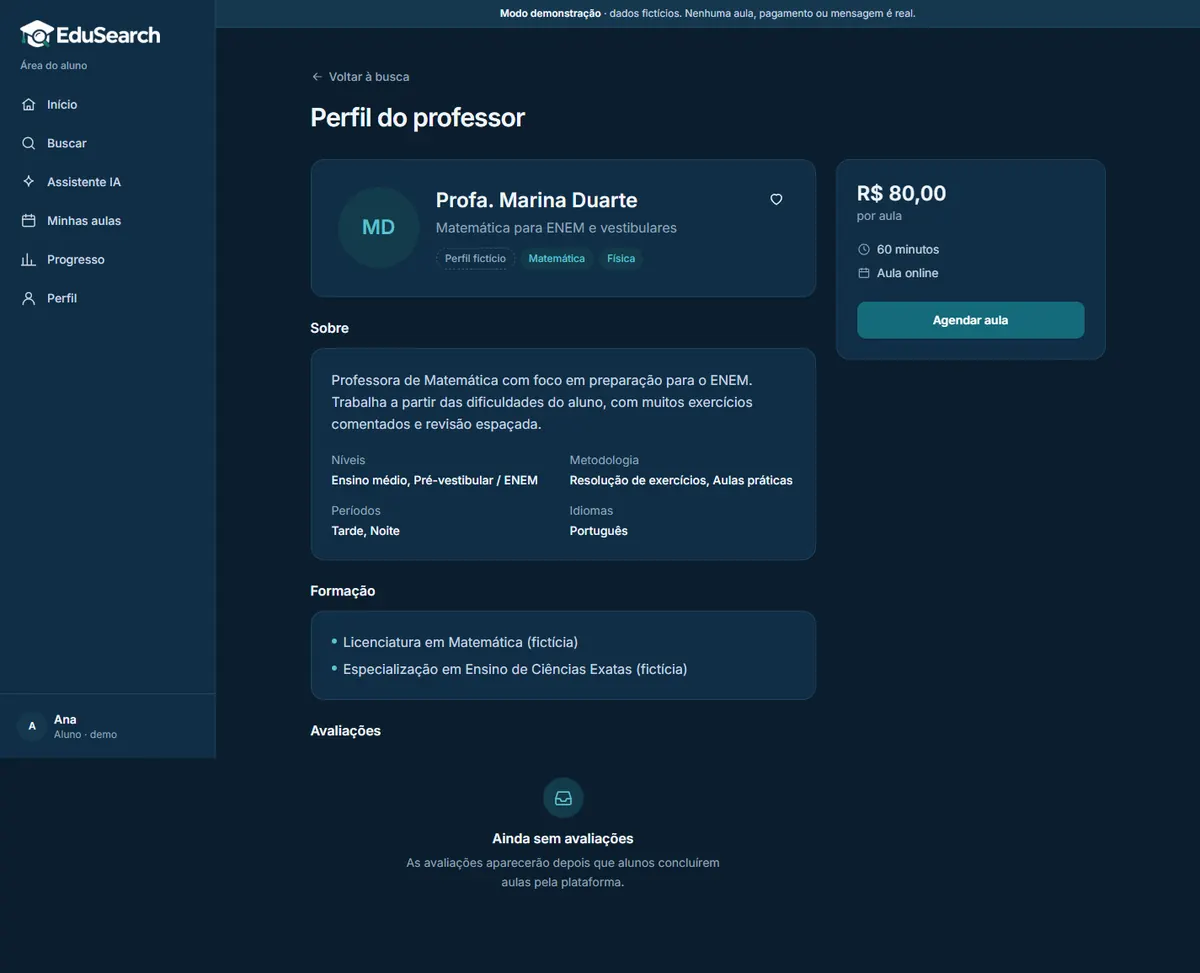 Modo demonstração · dados fictícios. Nenhuma aula, pagamento ou mensagem é real.
EduSearch
Área do aluno
Início
Buscar
Assistente IA
Minhas aulas
Progresso
Perfil
Ana
A
Aluno · demo
← Voltar à busca
Perfil do professor
MD
Profa. Marina Duarte
Matemática para ENEM e vestibulares
Perfil fictício Matemática Física
R$ 80,00
por aula
60 minutos
Aula online
Agendar aula
Sobre
Professora de Matemática com foco em preparação para o ENEM.
Trabalha a partir das dificuldades do aluno, com muitos exercícios
comentados e revisão espaçada.
Níveis
Ensino médio, Pré-vestibular / ENEM
Metodologia
Resolução de exercícios, Aulas práticas
Períodos
Tarde, Noite
Idiomas
Português
Formação
• Licenciatura em Matemática (fictícia)
• Especialização em Ensino de Ciências Exatas (fictícia)
Avaliações
Ainda sem avaliações
As avaliações aparecerão depois que alunos concluírem
aulas pela plataforma.